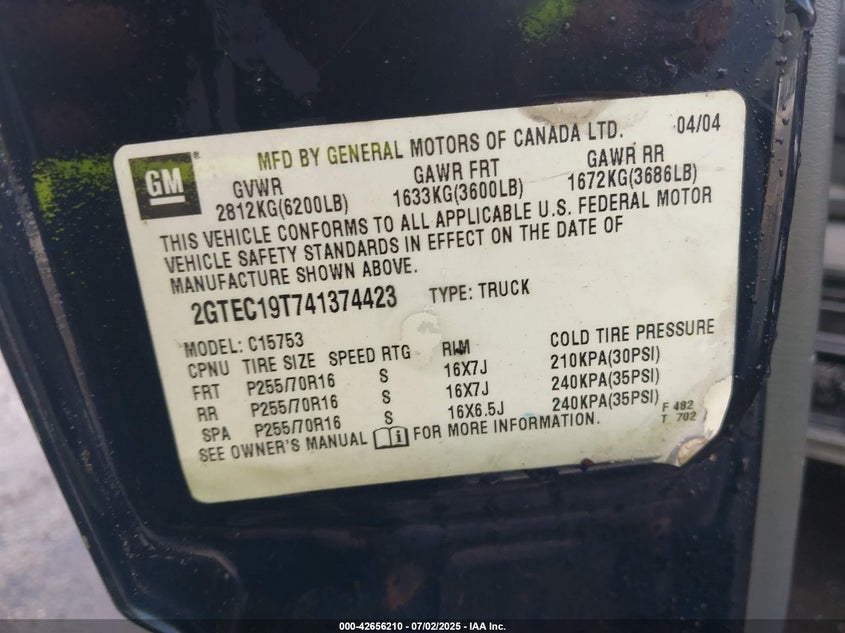 GM®
MFD BY GENERAL MOTORS OF CANADA LTD. 04/04
GVWR GAWR FRT GAWR RR
2812KG(6200LB) 1633KG(3600LB) 1672KG(3686LB)
THIS VEHICLE CONFORMS TO ALL APPLICABLE U.S. FEDERAL MOTOR
VEHICLE SAFETY STANDARDS IN EFFECT ON THE DATE OF
MANUFACTURE SHOWN ABOVE.
2GTEC19T741374423 TYPE: TRUCK
MODEL: C15753
CPNU TIRE SIZE SPEED RTG RIM COLD TIRE PRESSURE
FRT P255/70R16 S 16X7J 210KPA(30PSI)
RR P255/70R16 S 16X7J 240KPA(35PSI)
SPA P255/70R16 S 16X6.5J 240KPA(35PSI)
SEE OWNER'S MANUAL FOR MORE INFORMATION.
F 482
T 702
000-42656210 - 07/02/2025 - IAA Inc.